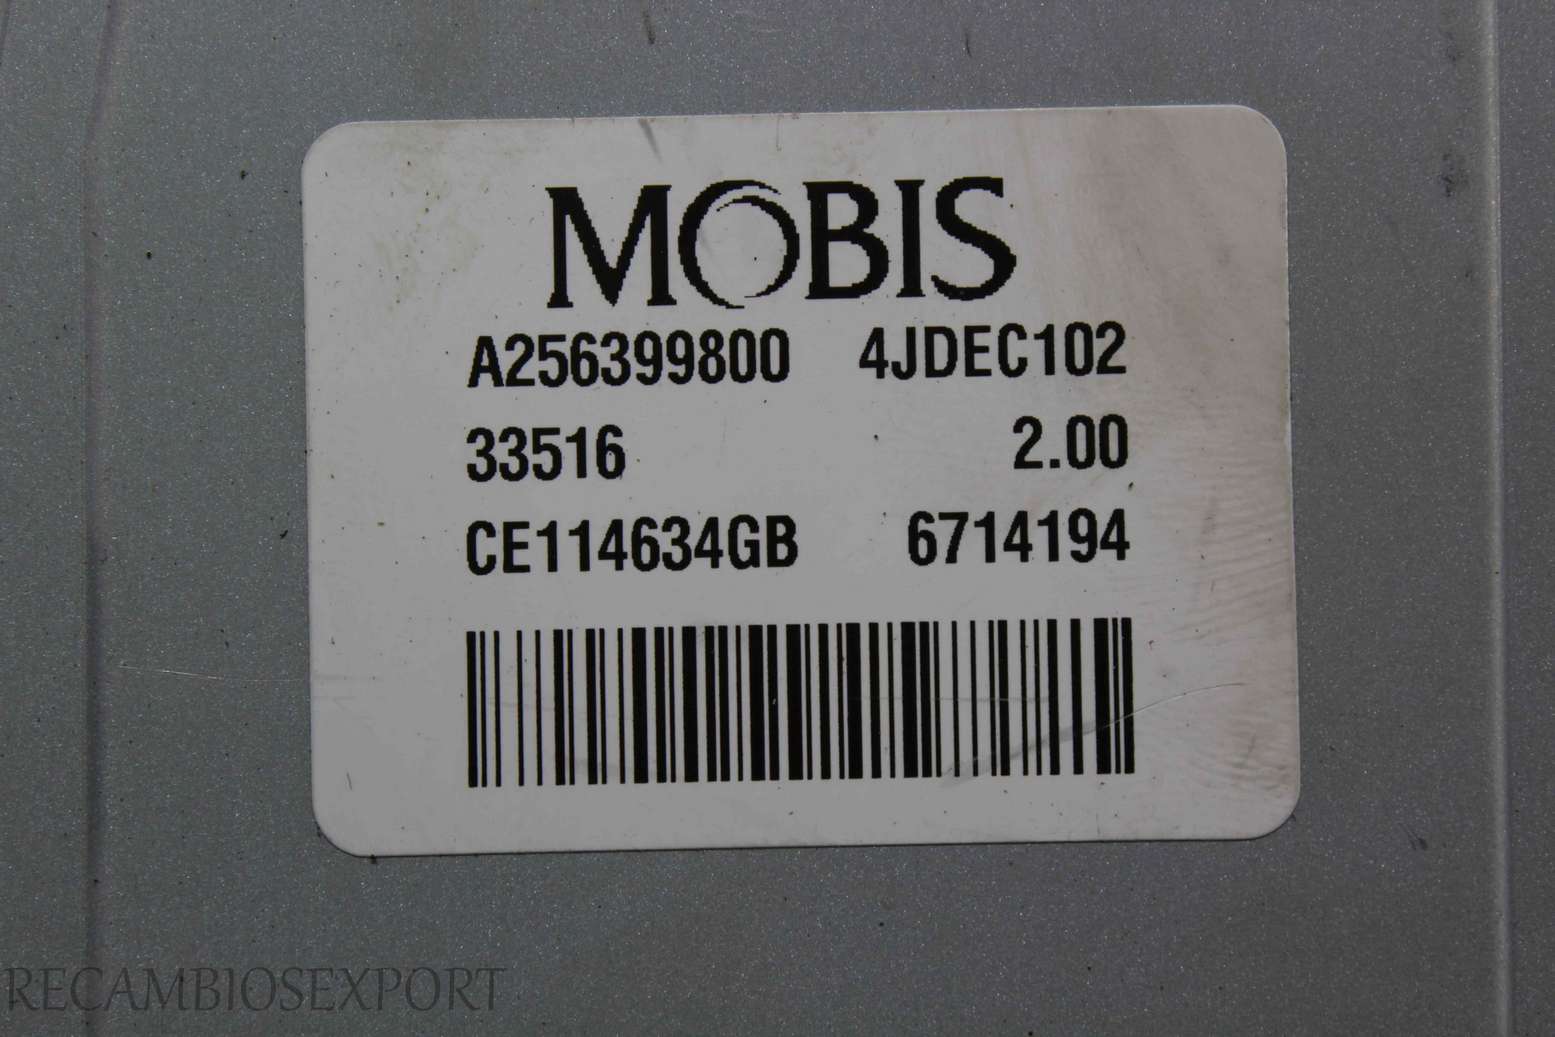 MOBIS
A256399800 4JDEC102
33516 2.00
CE114634GB 6714194
RECAMBIOSEXPORT